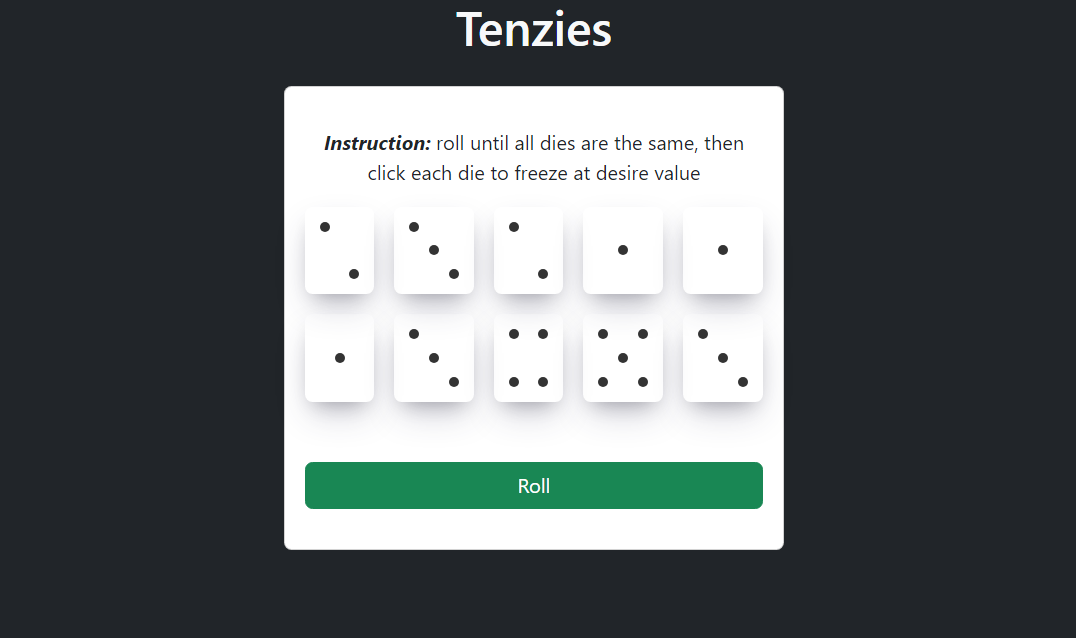 Tenzies
Instruction: roll until all dies are the same, then
click each die to freeze at desire value
Roll